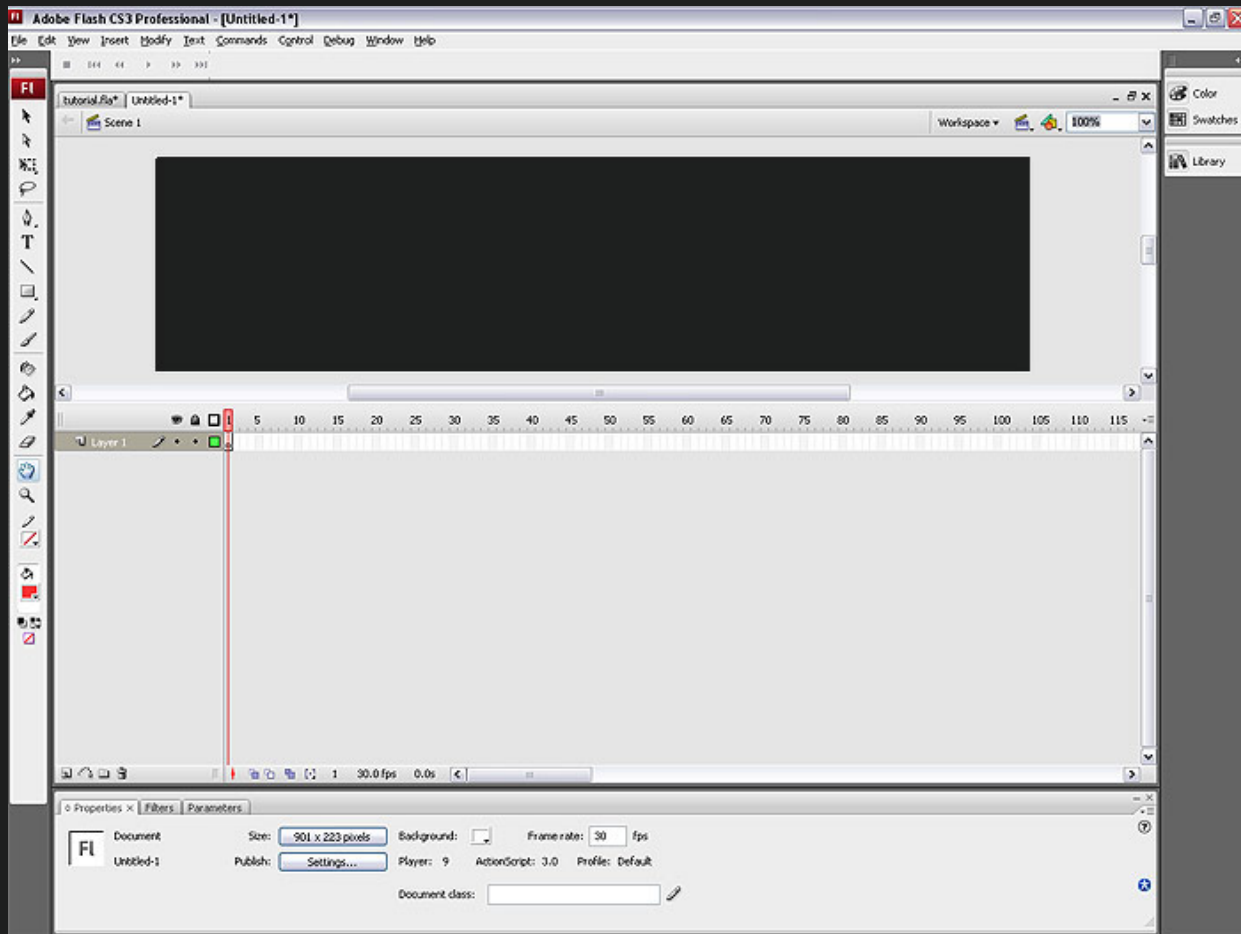 Adobe Flash CS3 Professional - [Untitled-1*]
File Edit View Insert Modify Text Commands Control Debug Window Help
Fl
tutorial.fla* Untitled-1*
Scene 1 Workspace 100%
Color
Swatches
Library
T
1 5 10 15 20 25 30 35 40 45 50 55 60 65 70 75 80 85 90 95 100 105 110 115
Layer 1
1 30.0 fps 0.0s
Properties × Filters Parameters
Fl
Document Size: 901 x 223 pixels Background: Frame rate: 30 fps
Untitled-1 Publish: Settings... Player: 9 ActionScript: 3.0 Profile: Default
Document class: